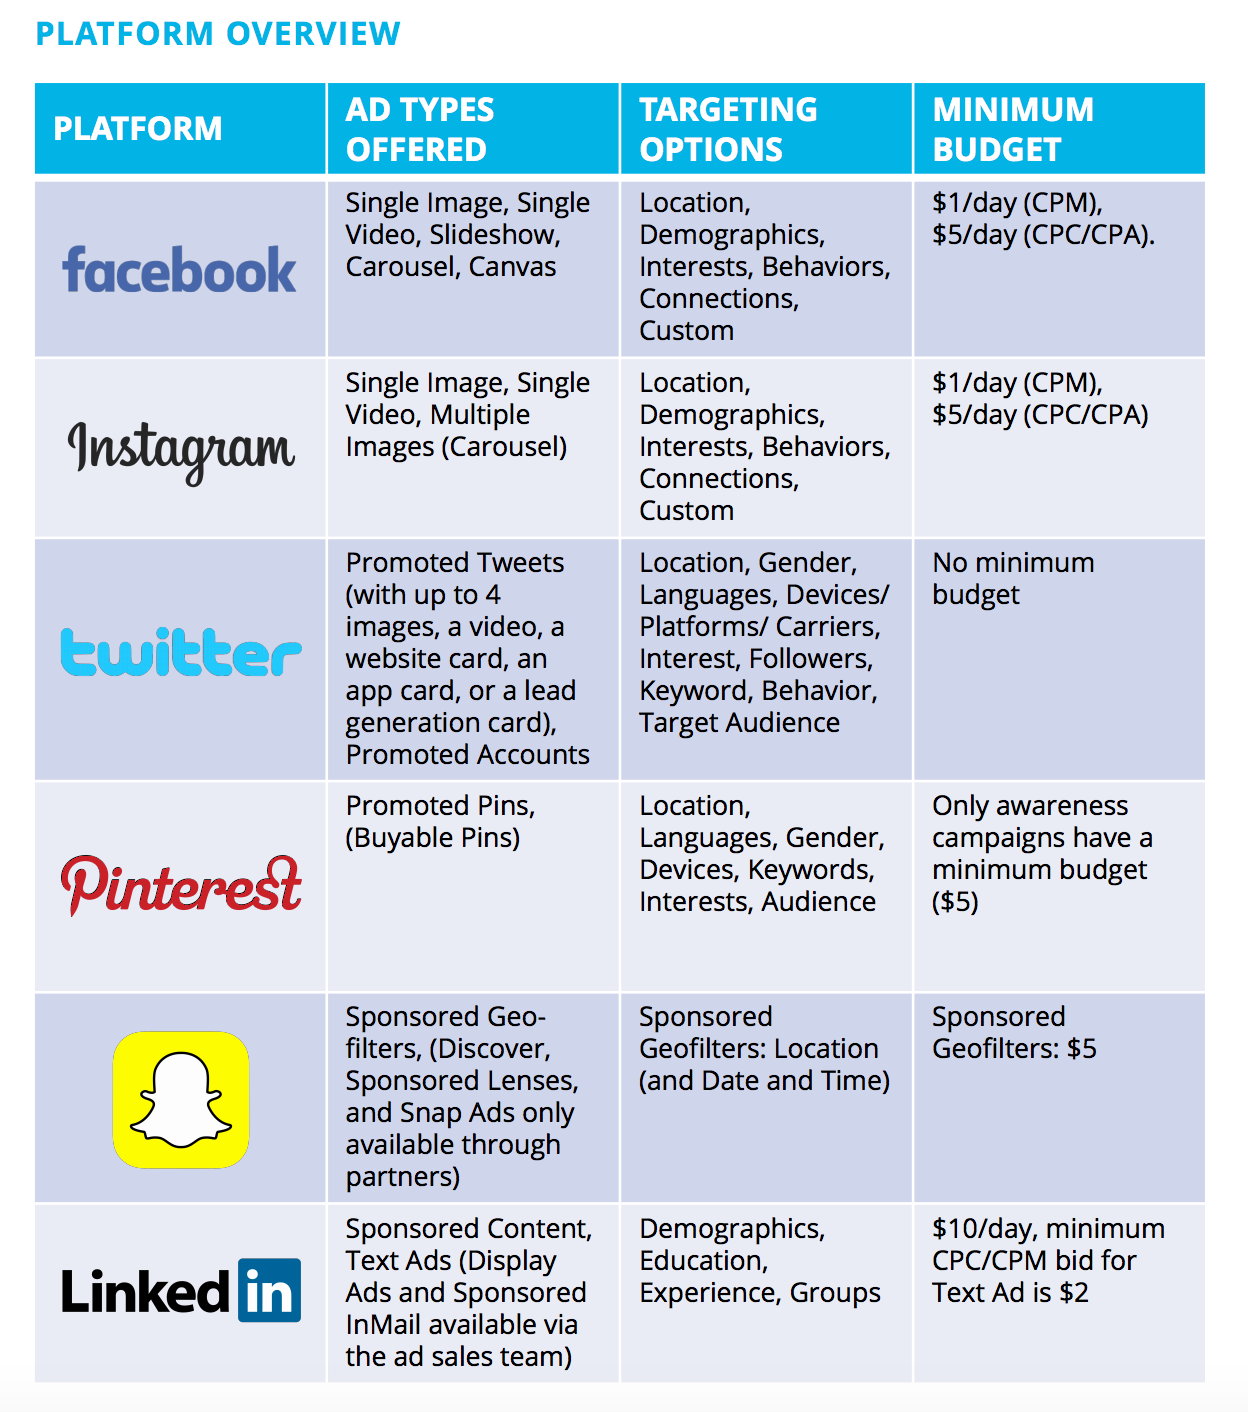 PLATFORM OVERVIEW
PLATFORM
AD TYPES
OFFERED
TARGETING
OPTIONS
MINIMUM
BUDGET
facebook
Single Image, Single
Video, Slideshow,
Carousel, Canvas
Location,
Demographics,
Interests, Behaviors,
Connections,
Custom
$1/day (CPM),
$5/day (CPC/CPA).
Instagram
Single Image, Single
Video, Multiple
Images (Carousel)
Location,
Demographics,
Interests, Behaviors,
Connections,
Custom
$1/day (CPM),
$5/day (CPC/CPA)
twitter
Promoted Tweets
(with up to 4
images, a video, a
website card, an
app card, or a lead
generation card),
Promoted Accounts
Location, Gender,
Languages, Devices/
Platforms/ Carriers,
Interest, Followers,
Keyword, Behavior,
Target Audience
No minimum
budget
Pinterest
Promoted Pins,
(Buyable Pins)
Location,
Languages, Gender,
Devices, Keywords,
Interests, Audience
Only awareness
campaigns have a
minimum budget
($5)
Sponsored Geo-
filters, (Discover,
Sponsored Lenses,
and Snap Ads only
available through
partners)
Sponsored
Geofilters: Location
(and Date and Time)
Sponsored
Geofilters: $5
Linked in
Sponsored Content,
Text Ads (Display
Ads and Sponsored
InMail available via
the ad sales team)
Demographics,
Education,
Experience, Groups
$10/day, minimum
CPC/CPM bid for
Text Ad is $2